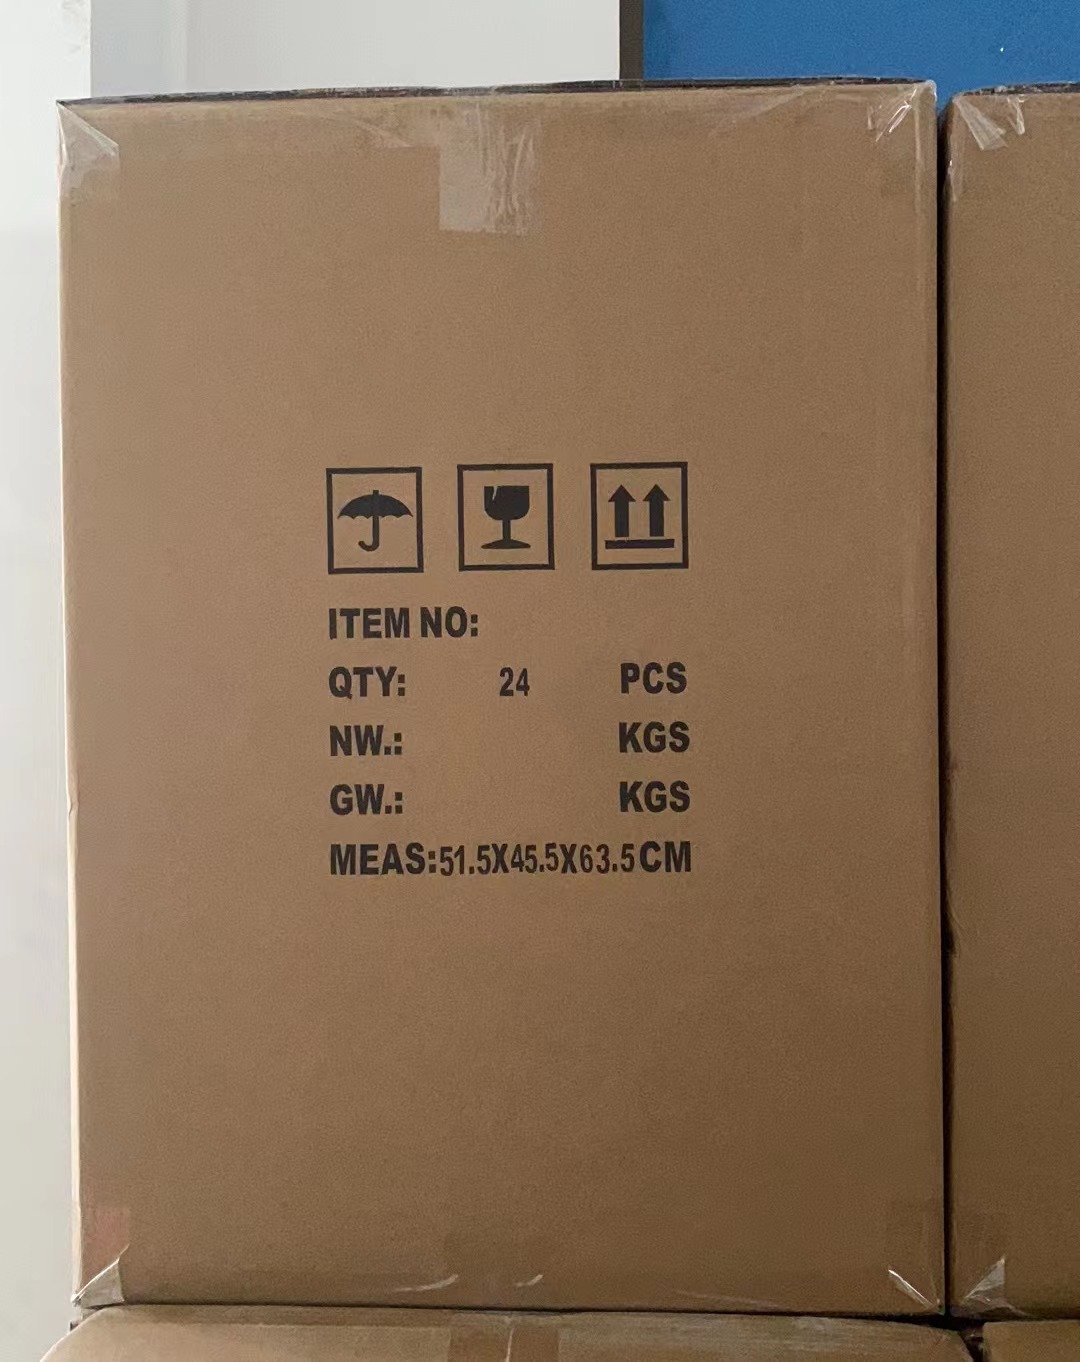 ITEM NO:
QTY: 24 PCS
NW.: KGS
GW.: KGS
MEAS:51.5X45.5X63.5CM